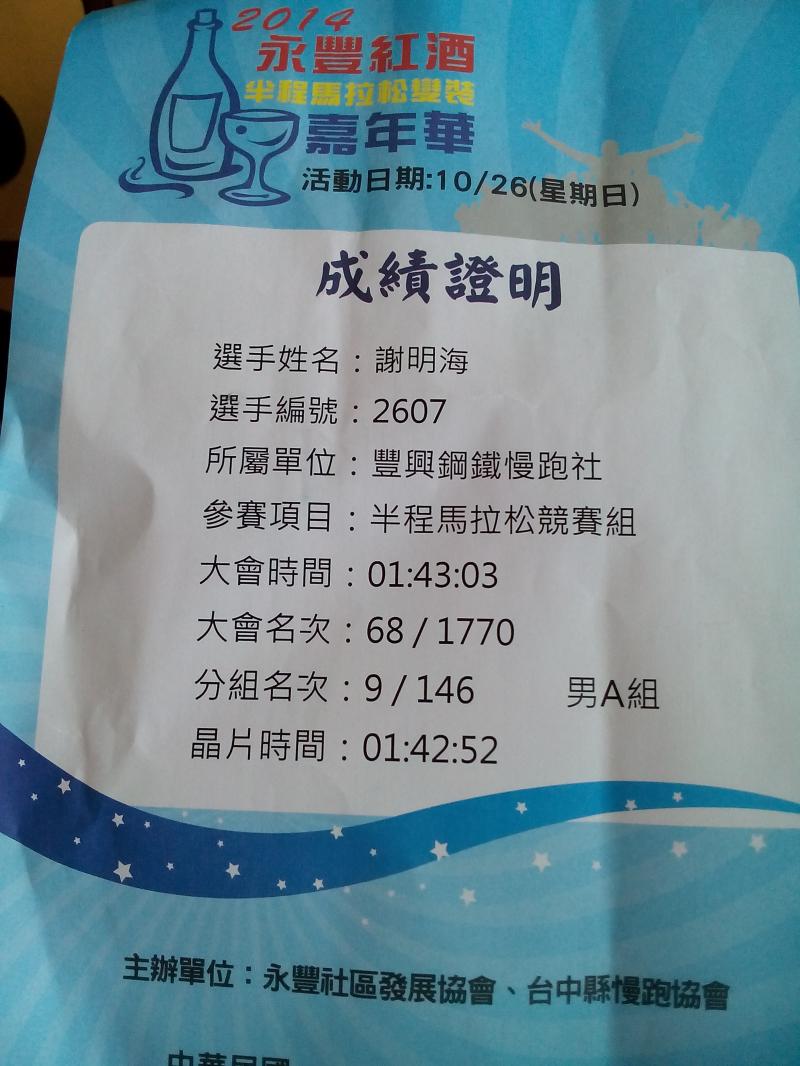 2014
永豐紅酒
半程馬拉松變裝
嘉年華
活動日期:10/26(星期日)
成績證明
選手姓名：謝明海
選手編號：2607
所屬單位：豐興鋼鐵慢跑社
參賽項目：半程馬拉松競賽組
大會時間：01:43:03
大會名次：68 / 1770
分組名次：9 / 146 男A組
晶片時間：01:42:52
主辦單位：永豐社區發展協會、台中縣慢跑協會
中華民國